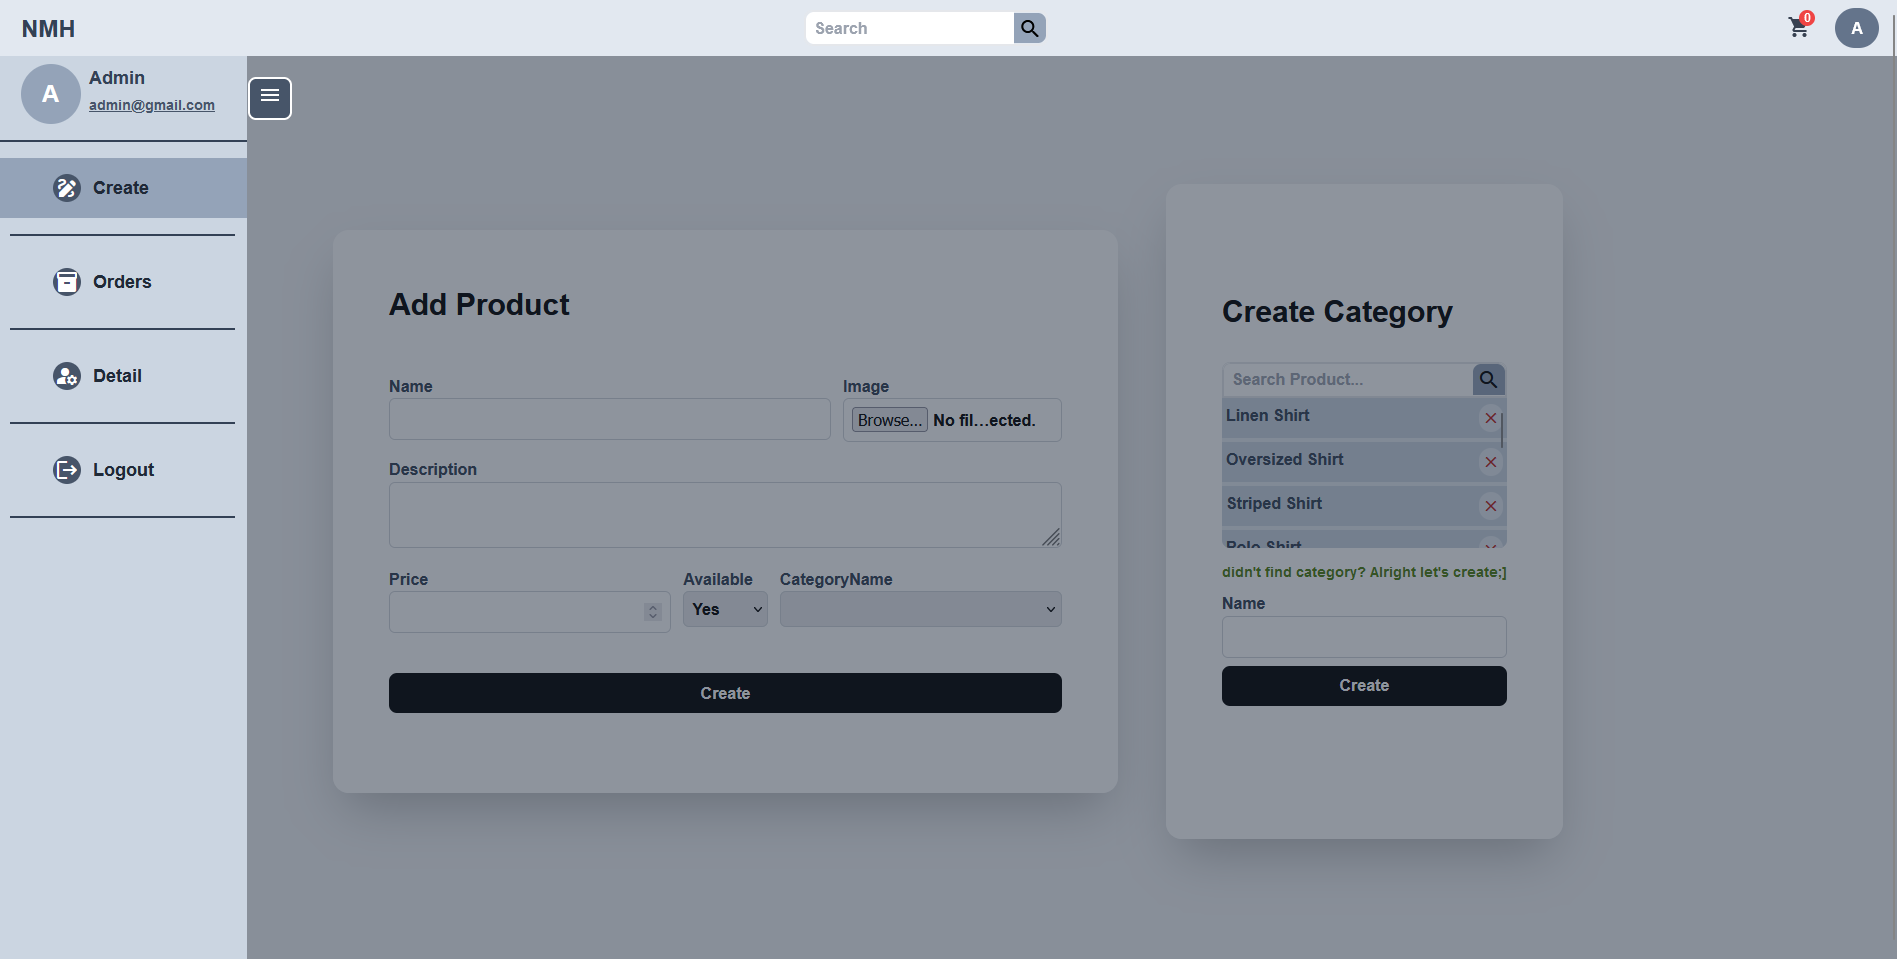 NMH
Search
0
A
A
Admin
admin@gmail.com
Create
Orders
Detail
Logout
Add Product
Name
Image
Browse... No fil...ected.
Description
Price
Available
CategoryName
Yes
Create
Create Category
Search Product...
Linen Shirt
Oversized Shirt
Striped Shirt
Polo Shirt
didn't find category? Alright let's create;]
Name
Create